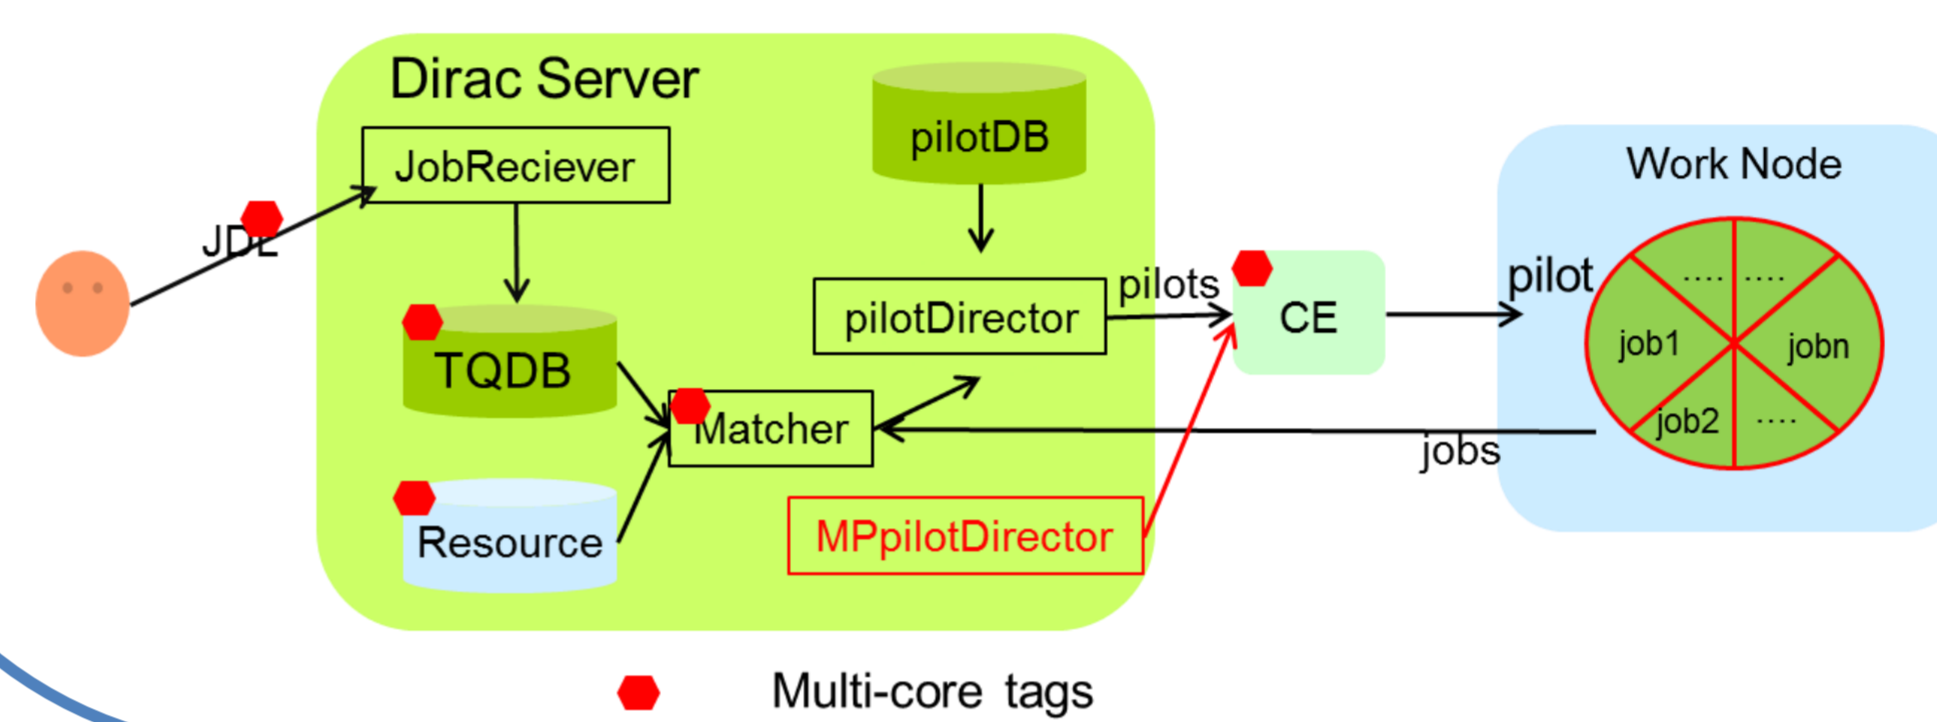 Dirac Server
JobReciever
pilotDB
Work Node
JDL
pilots
pilot
TQDB
pilotDirector
CE
.... ....
job1
jobn
Matcher
job2
....
jobs
Resource
MPpilotDirector
Multi-core tags